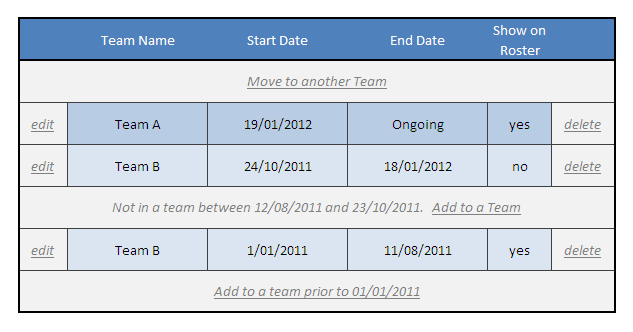 Team Name Start Date End Date Show on
Roster
Move to another Team
edit Team A 19/01/2012 Ongoing yes delete
edit Team B 24/10/2011 18/01/2012 no delete
Not in a team between 12/08/2011 and 23/10/2011. Add to a Team
edit Team B 1/01/2011 11/08/2011 yes delete
Add to a team prior to 01/01/2011